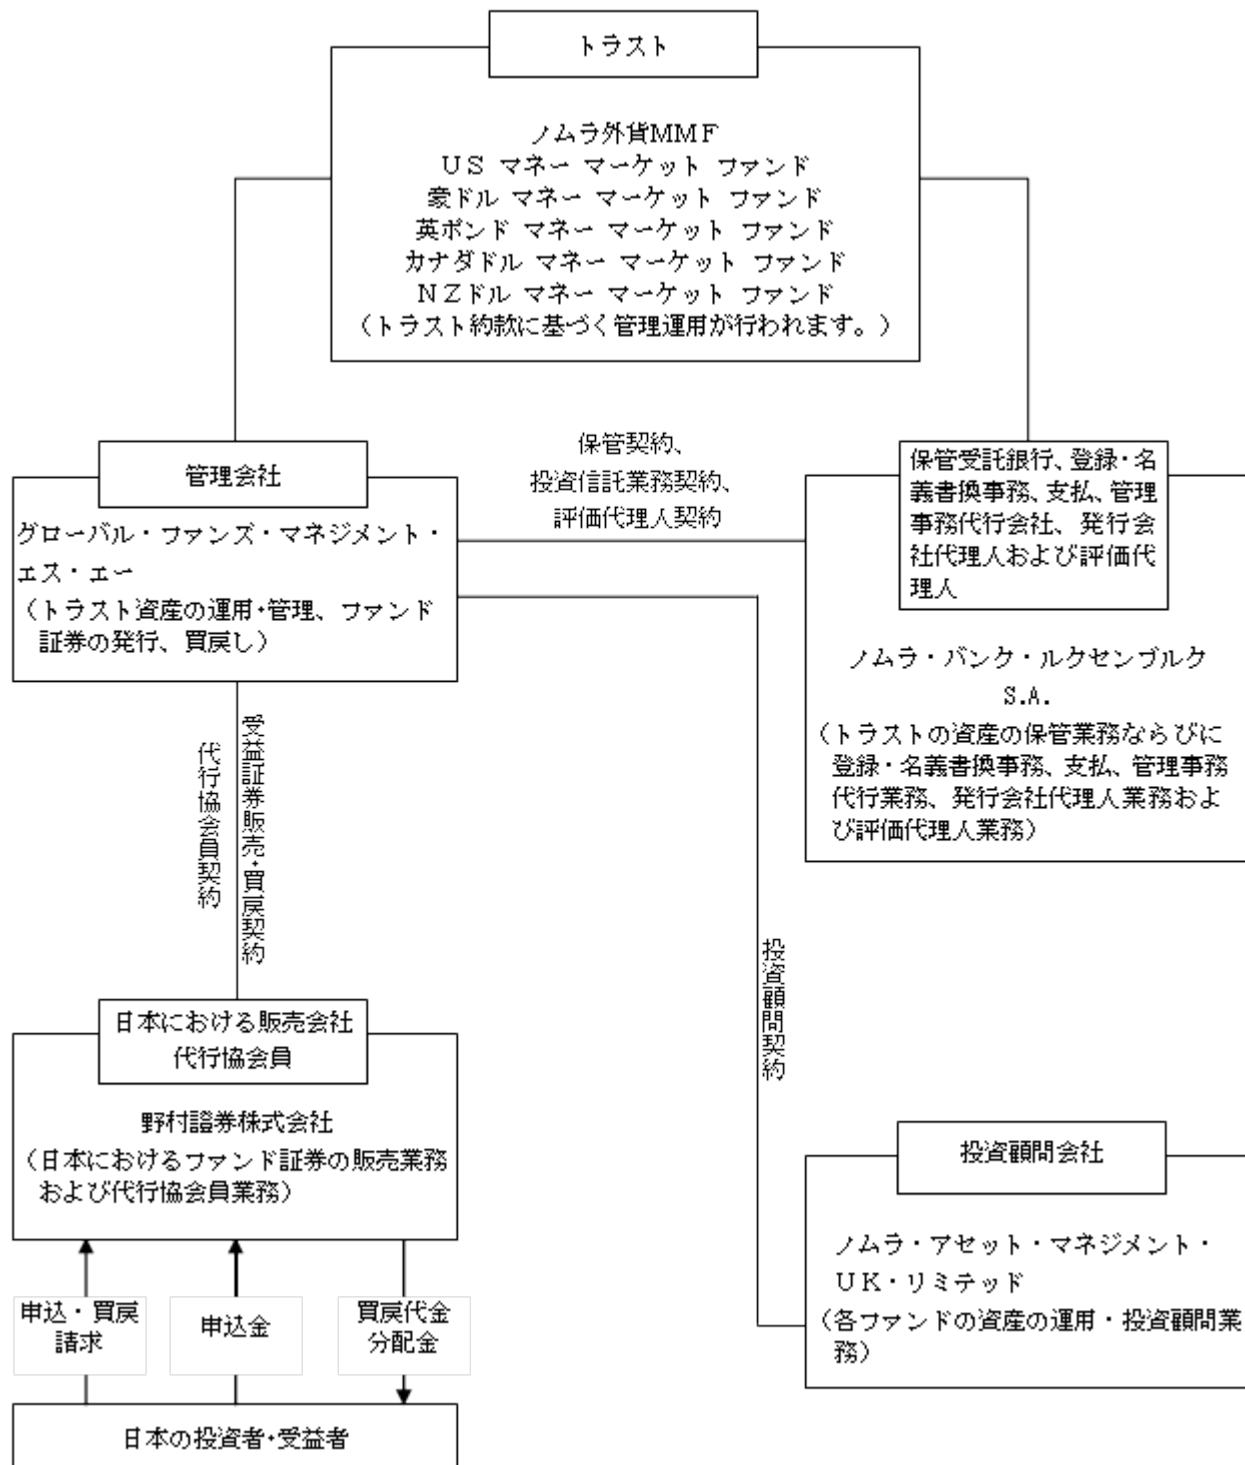 トラスト
ノムラ外貨MMF
US マネー マーケット ファンド
豪ドル マネー マーケット ファンド
英ポンド マネー マーケット ファンド
カナダドル マネー マーケット ファンド
NZドル マネー マーケット ファンド
（トラスト約款に基づく管理運用が行われます。）
管理会社
グローバル・ファンズ・マネジメント・
エス・エー
（トラスト資産の運用・管理、ファンド
証券の発行、買戻し）
保管契約、
投資信託業務契約、
評価代理人契約
保管受託銀行、登録・名
義書換事務、支払、管理
事務代行会社、発行会
社代理人および評価代
理人
ノムラ・バンク・ルクセンブルク
S.A.
（トラストの資産の保管業務ならびに
登録・名義書換事務、支払、管理事務
代行業務、発行会社代理人業務およ
び評価代理人業務）
受益証券販売・買戻契約
代行協会員契約
投資顧問契約
日本における販売会社
代行協会員
野村證券株式会社
（日本におけるファンド証券の販売業務
および代行協会員業務）
投資顧問会社
ノムラ・アセット・マネジメント・
UK・リミテッド
（各ファンドの資産の運用・投資顧問業
務）
申込・買戻
請求
申込金
買戻代金
分配金
日本の投資者・受益者